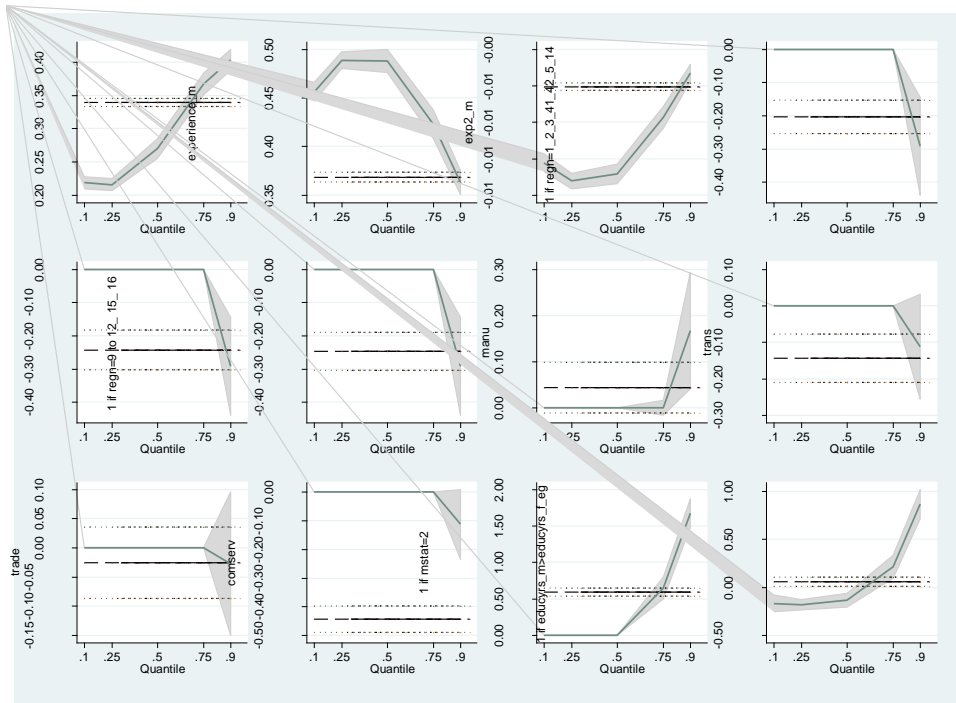 0.20 0.25 0.30 0.35 0.40
experience_m
.1 .25 .5 .75 .9
Quantile
0.35 0.40 0.45 0.50
exp2_m
.1 .25 .5 .75 .9
Quantile
-0.01 -0.01 -0.01 -0.01 -0.00
1 if regn=1_2_3_41_42_5_14
.1 .25 .5 .75 .9
Quantile
-0.40 -0.30 -0.20 -0.10 0.00
.1 .25 .5 .75 .9
Quantile
-0.40 -0.30 -0.20 -0.10 0.00
1 if regn=9 to 12_ 15_ 16
.1 .25 .5 .75 .9
Quantile
-0.40 -0.30 -0.20 -0.10 0.00
manu
.1 .25 .5 .75 .9
Quantile
0.00 0.10 0.20 0.30
trans
.1 .25 .5 .75 .9
Quantile
-0.30 -0.20 -0.10 0.00 0.10
.1 .25 .5 .75 .9
Quantile
trade
-0.15-0.10-0.05 0.00 0.05 0.10
comserv
.1 .25 .5 .75 .9
Quantile
-0.50-0.40-0.30-0.20-0.10 0.00
1 if mstat=2
.1 .25 .5 .75 .9
Quantile
0.00 0.50 1.00 1.50 2.00
1 if educyrs_m>educyrs_f_eg
.1 .25 .5 .75 .9
Quantile
-0.50 0.00 0.50 1.00
.1 .25 .5 .75 .9
Quantile